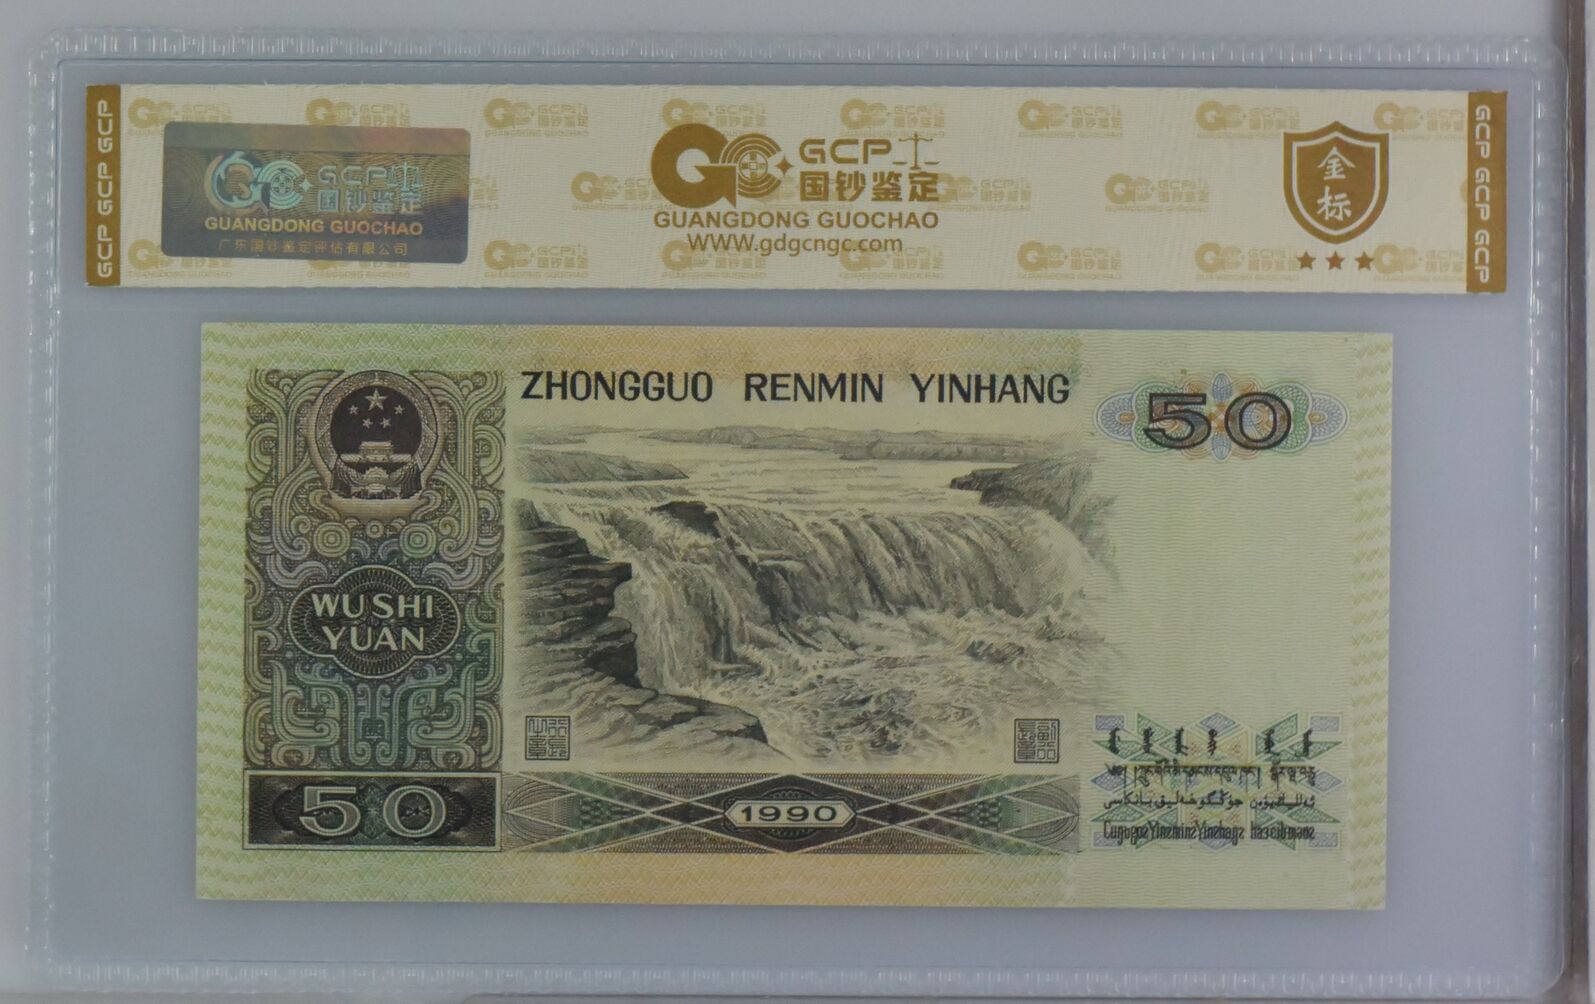 GCP GCP GCP
GCP
国钞鉴定
GUANGDONG GUOCHAO
广东国钞鉴定评估有限公司
GCP
国钞鉴定
GUANGDONG GUOCHAO
WWW.gdgcngc.com
金标
GCP GCP GCP
ZHONGGUO RENMIN YINHANG
50
WU SHI
YUAN
50
1990